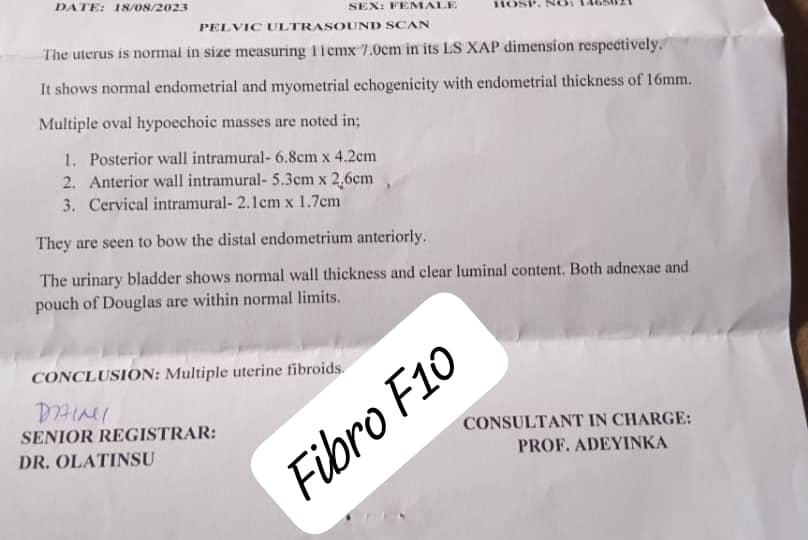 DATE: 18/08/2023 SEX: FEMALE HOSP. NO: 1465021
PELVIC ULTRASOUND SCAN
The uterus is normal in size measuring 11cmx 7.0cm in its LS XAP dimension respectively.
It shows normal endometrial and myometrial echogenicity with endometrial thickness of 16mm.
Multiple oval hypoechoic masses are noted in;
1. Posterior wall intramural- 6.8cm x 4.2cm
2. Anterior wall intramural- 5.3cm x 2.6cm
3. Cervical intramural- 2.1cm x 1.7cm
They are seen to bow the distal endometrium anteriorly.
The urinary bladder shows normal wall thickness and clear luminal content. Both adnexae and
pouch of Douglas are within normal limits.
CONCLUSION: Multiple uterine fibroids.
SENIOR REGISTRAR:
DR. OLATINSU
CONSULTANT IN CHARGE:
PROF. ADEYINKA
Fibro F10